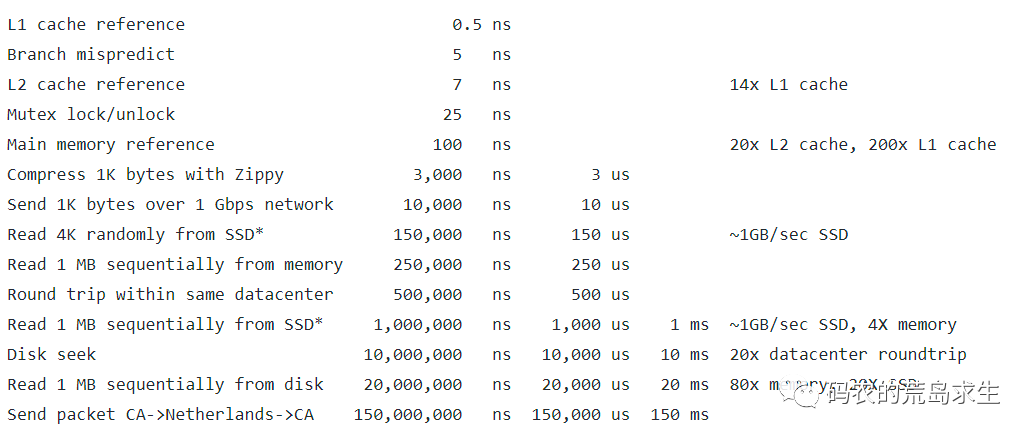 L1 cache reference 0.5 ns
Branch mispredict 5 ns
L2 cache reference 7 ns 14x L1 cache
Mutex lock/unlock 25 ns
Main memory reference 100 ns 20x L2 cache, 200x L1 cache
Compress 1K bytes with Zippy 3,000 ns 3 us
Send 1K bytes over 1 Gbps network 10,000 ns 10 us
Read 4K randomly from SSD* 150,000 ns 150 us ~1GB/sec SSD
Read 1 MB sequentially from memory 250,000 ns 250 us
Round trip within same datacenter 500,000 ns 500 us
Read 1 MB sequentially from SSD* 1,000,000 ns 1,000 us 1 ms ~1GB/sec SSD, 4X memory
Disk seek 10,000,000 ns 10,000 us 10 ms 20x datacenter roundtrip
Read 1 MB sequentially from disk 20,000,000 ns 20,000 us 20 ms 80x memory, 20X SSD
码农的荒岛求生
Send packet CA->Netherlands->CA 150,000,000 ns 150,000 us 150 ms